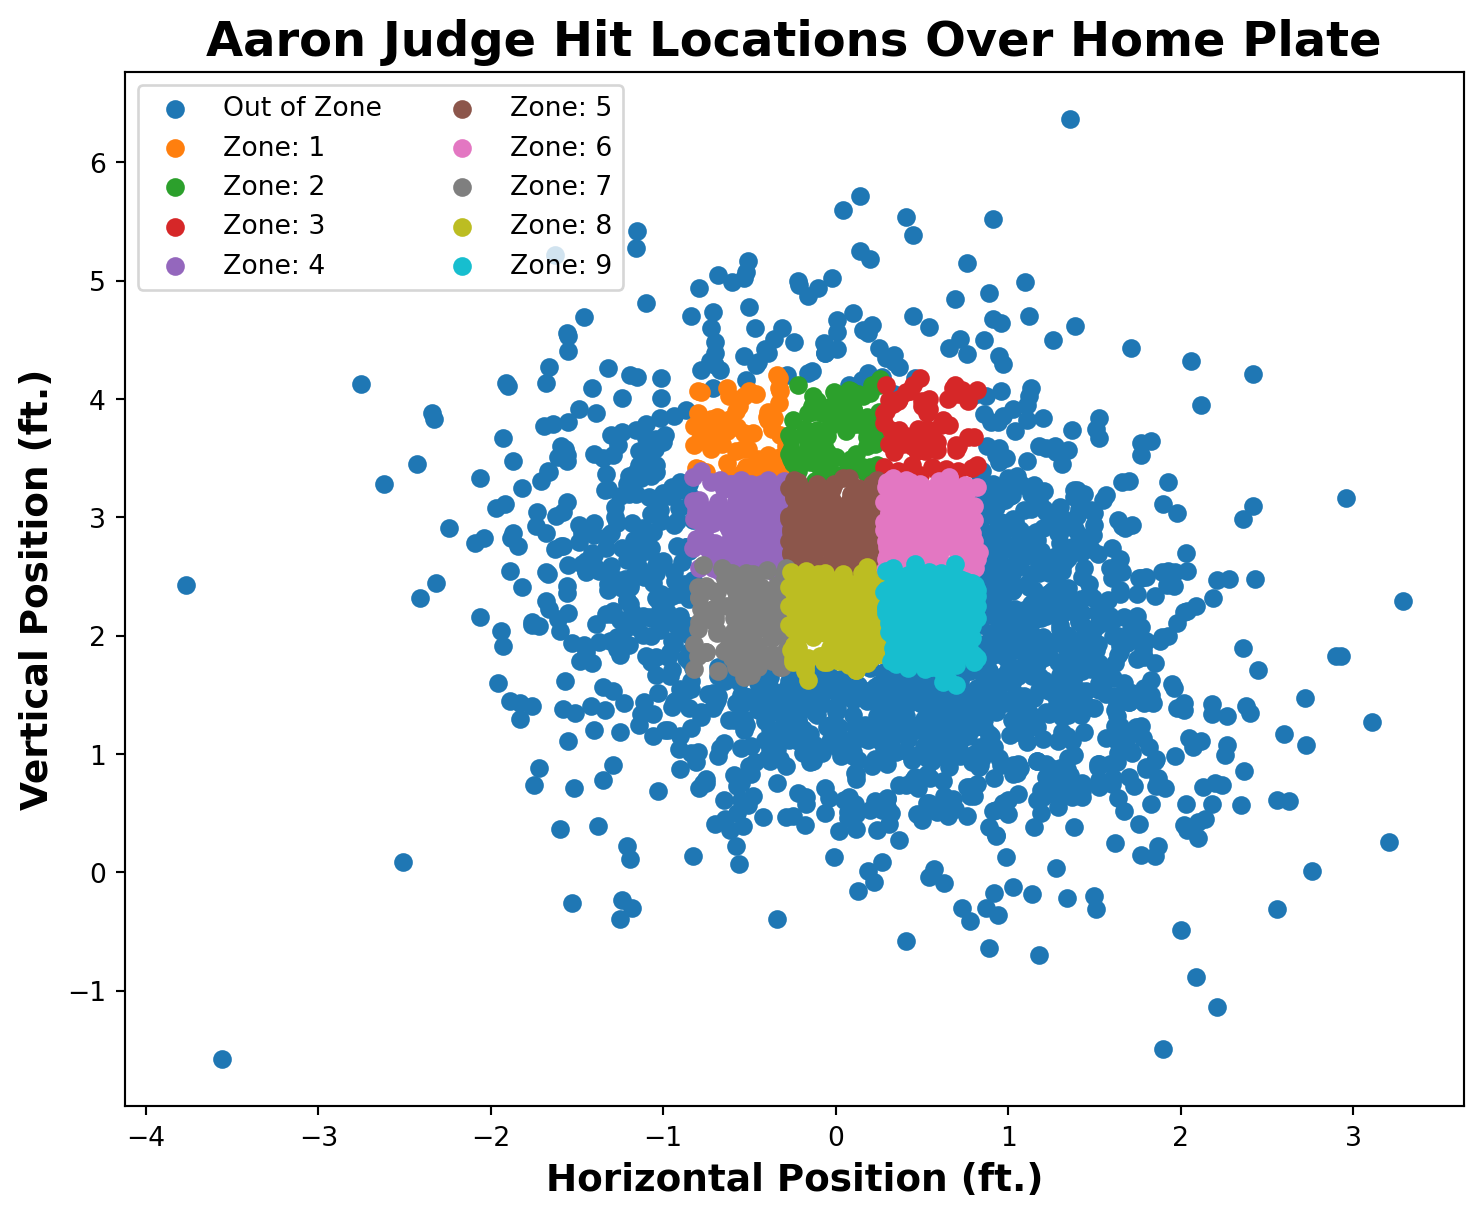 Aaron Judge Hit Locations Over Home Plate
Out of Zone
Zone: 1
Zone: 2
Zone: 3
Zone: 4
Zone: 5
Zone: 6
Zone: 7
Zone: 8
Zone: 9
Vertical Position (ft.)
6
5
4
3
2
1
0
−1
−4
−3
−2
−1
0
1
2
3
Horizontal Position (ft.)